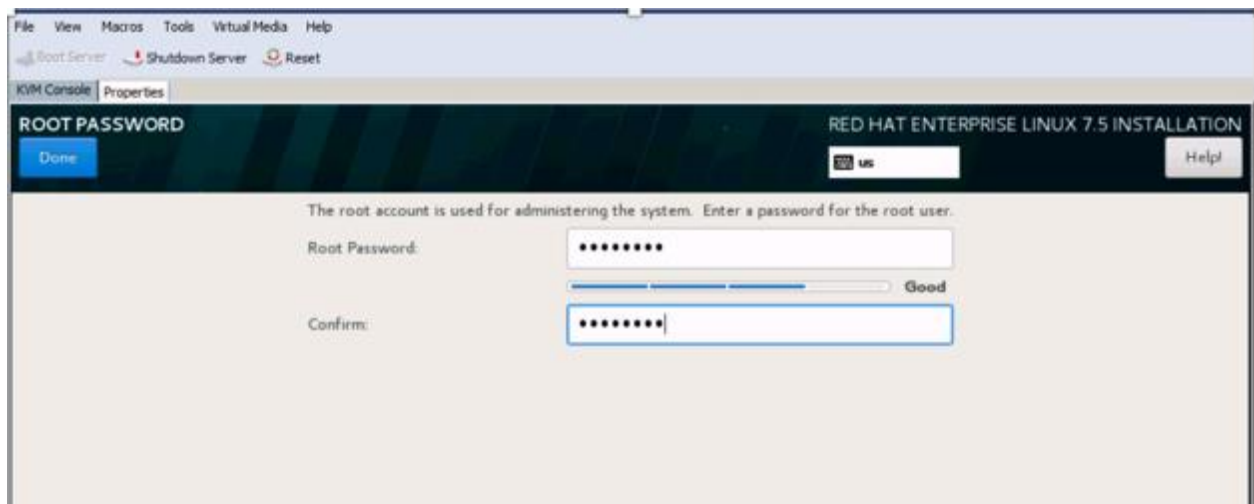 File View Macros Tools Virtual Media Help
Boot Server Shutdown Server Reset
KVM Console Properties
ROOT PASSWORD RED HAT ENTERPRISE LINUX 7.5 INSTALLATION
Done us Help!
The root account is used for administering the system. Enter a password for the root user.
Root Password: ••••••••
Good
Confirm: ••••••••